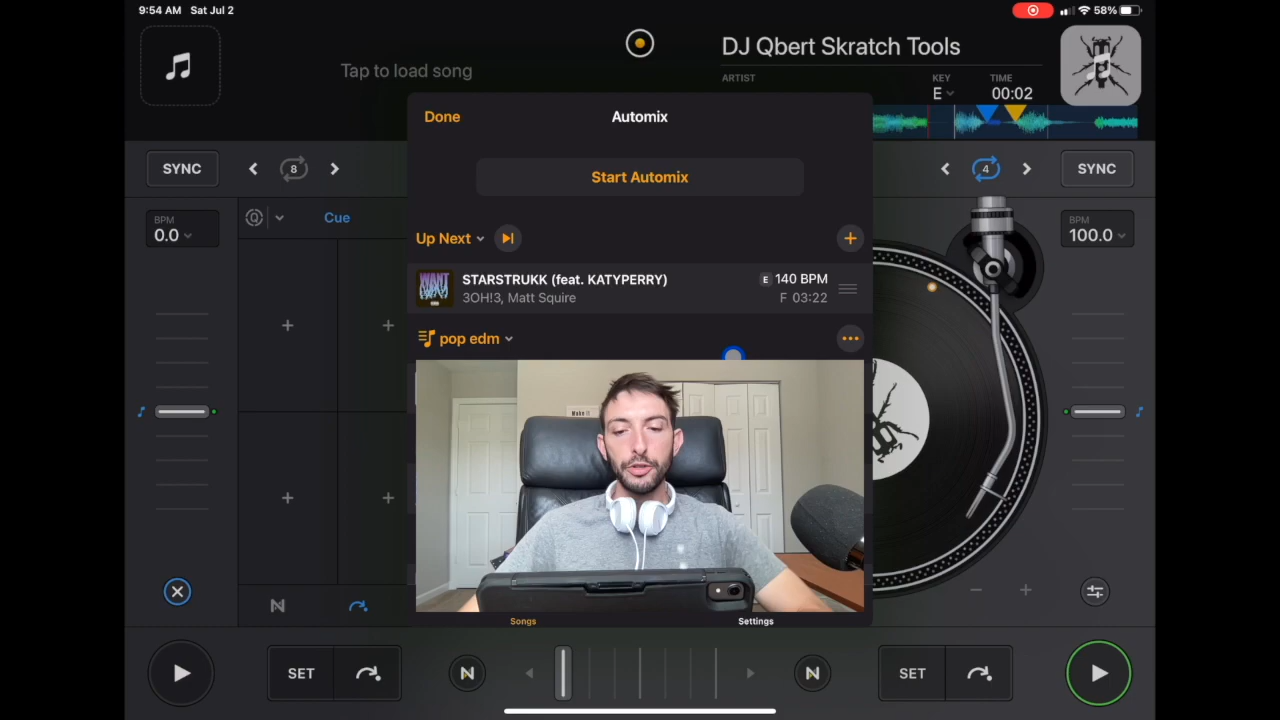 9:54 AM Sat Jul 2
58%
Tap to load song
DJ Qbert Skratch Tools
ARTIST
KEY
TIME
E
00:02
Done
Automix
Start Automix
SYNC
8
4
SYNC
BPM
0.0
Cue
Up Next
BPM
100.0
STARSTRUKK (feat. KATYPERRY)
E 140 BPM
3OH!3, Matt Squire
F 03:22
pop edm
Make it
Songs
Settings
SET
N
N
SET